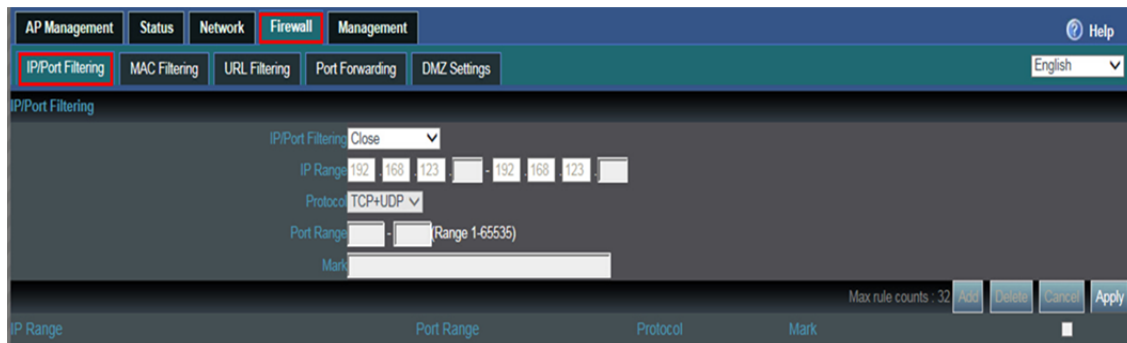 AP Management Status Network Firewall Management Help
IP/Port Filtering MAC Filtering URL Filtering Port Forwarding DMZ Settings English
IP/Port Filtering
IP/Port Filtering Close
IP Range 192 . 168 . 123 . - 192 . 168 . 123 .
Protocol TCP+UDP
Port Range - (Range 1-65535)
Mark
Max rule counts : 32 Add Delete Cancel Apply
IP Range Port Range Protocol Mark